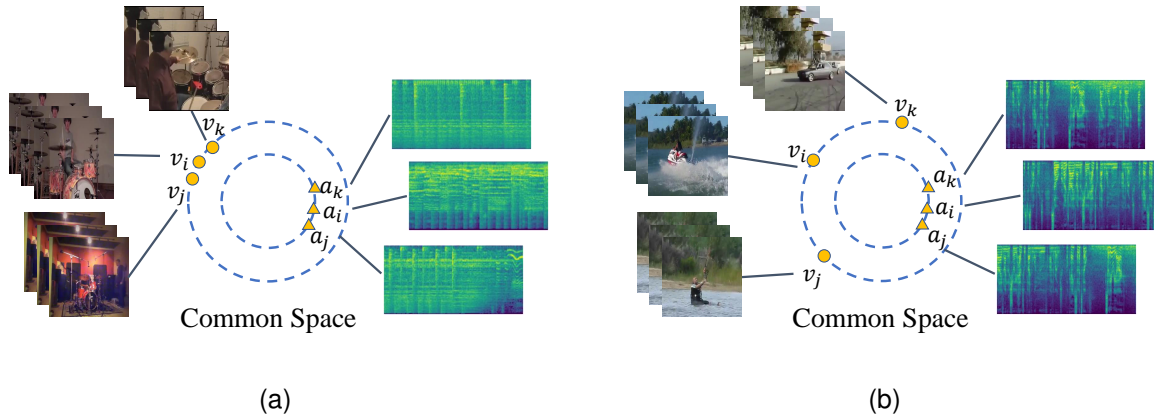 v_k
v_i
v_j
a_k
a_i
a_j
Common Space
(a)
v_k
v_i
v_j
a_k
a_i
a_j
Common Space
(b)